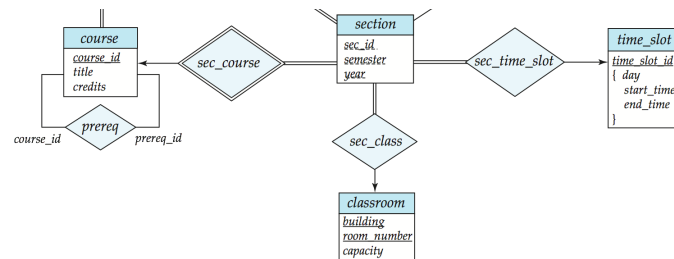 course
course_id
title
credits
prereq
course_id
prereq_id
sec_course
section
sec_id
semester
year
sec_time_slot
time_slot
time_slot_id
{ day
start_time
end_time
}
sec_class
classroom
building
room_number
capacity